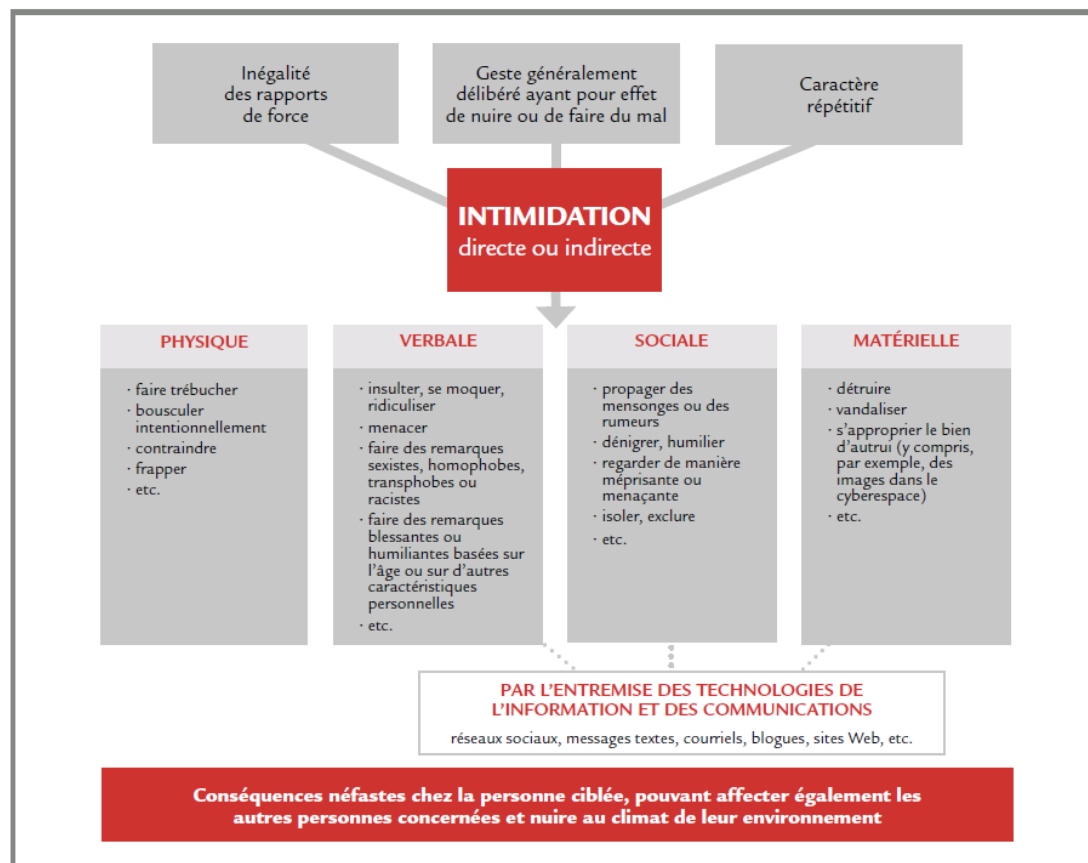 Inégalité
des rapports
de force
Geste généralement
délibéré ayant pour effet
de nuire ou de faire du mal
Caractère
répétitif
INTIMIDATION
directe ou indirecte
PHYSIQUE
· faire trébucher
· bousculer
intentionnellement
· contraindre
· frapper
· etc.
VERBALE
· insulter, se moquer,
ridiculiser
· menacer
· faire des remarques
sexistes, homophobes,
transphobes ou
racistes
· faire des remarques
blessantes ou
humiliantes basées sur
l’âge ou sur d’autres
caractéristiques
personnelles
· etc.
SOCIALE
· propager des
mensonges ou des
rumeurs
· dénigrer, humilier
· regarder de manière
méprisante ou
menaçante
· isoler, exclure
· etc.
MATÉRIELLE
· détruire
· vandaliser
· s’approprier le bien
d’autrui (y compris,
par exemple, des
images dans le
cyberespace)
· etc.
PAR L’ENTREMISE DES TECHNOLOGIES DE
L’INFORMATION ET DES COMMUNICATIONS
réseaux sociaux, messages textes, courriels, blogues, sites Web, etc.
Conséquences néfastes chez la personne ciblée, pouvant affecter également les
autres personnes concernées et nuire au climat de leur environnement